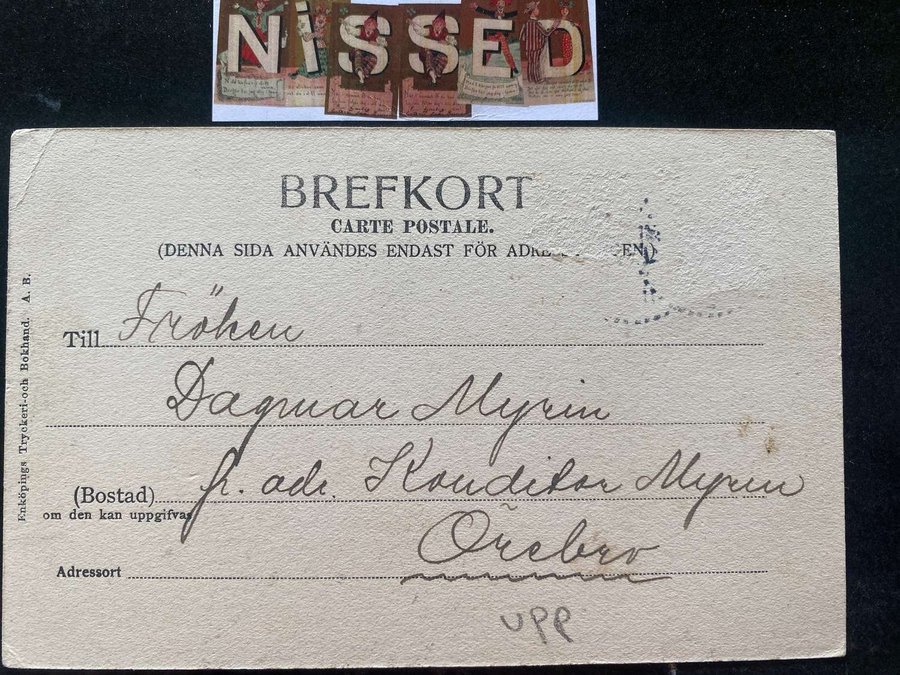 NiSSED
BREFKORT
CARTE POSTALE.
(DENNA SIDA ANVÄNDES ENDAST FÖR
Till Fröken
Dagmar Myrin
(Bostad) fr. adr. Konditor Myrin
om den kan uppgifvas
Örebro
Adressort
upp
Enköpings Tryckeri-och Bokhand. A. B.